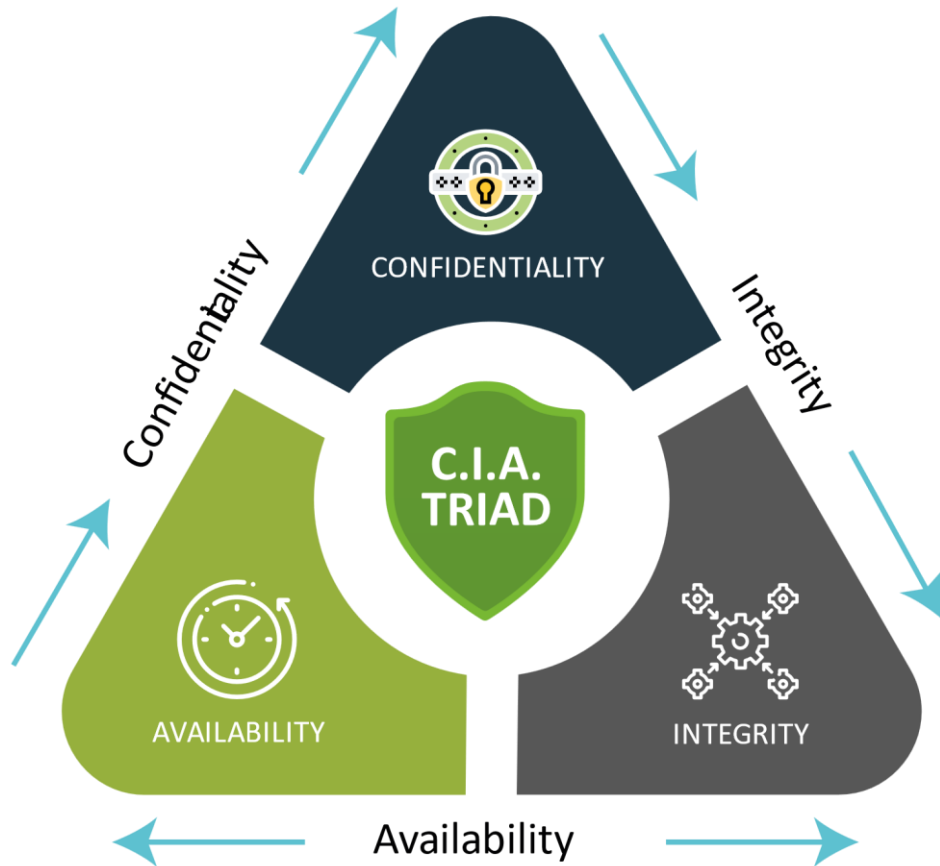 CONFIDENTIALITY
Confidentiality
Integrity
C.I.A.
TRIAD
AVAILABILITY
INTEGRITY
Availability